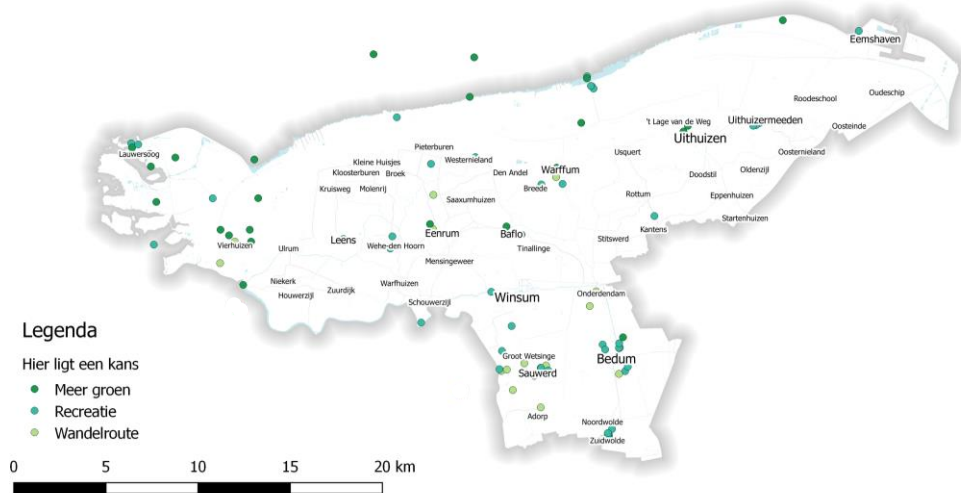 Eemshaven
Oudeschip
Roodeschool
't Lage van de Weg
Uithuizermeeden
Oosteinde
Uithuizen
Lauwersoog
Pieterburen
Usquert
Oosternieland
Kleine Huisjes
Westernieland
Warffum
Oldenzijl
Kloosterburen
Broek
Den Andel
Doodstil
Kruisweg
Molenrij
Breede
Rottum
Eppenhuizen
Saaxumhuizen
Startenhuizen
Kantens
Eenrum
Baflo
Stitswerd
Leens
Vierhuizen
Ulrum
Wehe-den Hoorn
Tinallinge
Mensingeweer
Niekerk
Warfhuizen
Zuurdijk
Houwerzijl
Winsum
Onderdendam
Schouwerzijl
Groot Wetsinge
Bedum
Sauwerd
Adorp
Noordwolde
Zuidwolde
Legenda
Hier ligt een kans
Meer groen
Recreatie
Wandelroute
0 5 10 15 20 km